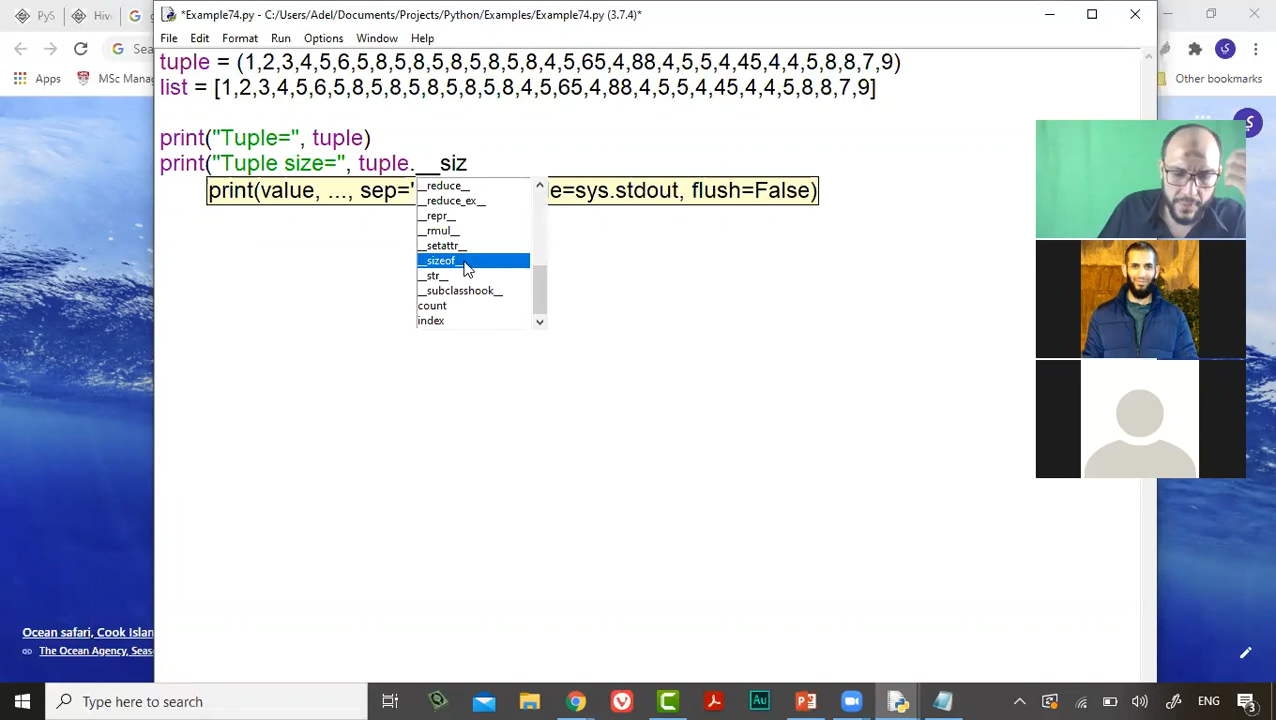 *Example74.py - C:/Users/Adel/Documents/Projects/Python/Examples/Example74.py (3.7.4)*
File Edit Format Run Options Window Help
Apps
MSc Manag
Other bookmarks
tuple = (1,2,3,4,5,6,5,8,5,8,5,8,5,8,5,8,4,5,65,4,88,4,5,5,4,45,4,4,5,8,8,7,9)
list = [1,2,3,4,5,6,5,8,5,8,5,8,5,8,5,8,4,5,65,4,88,4,5,5,4,45,4,4,5,8,8,7,9]
print("Tuple=", tuple)
print("Tuple size=", tuple.__siz
print(value, ..., sep=' le=sys.stdout, flush=False)
__reduce__
__reduce_ex__
__repr__
__rmul__
__setattr__
__sizeof__
__str__
__subclasshook__
count
index
Ocean safari, Cook Islan
The Ocean Agency, Seas
Type here to search
ENG
3